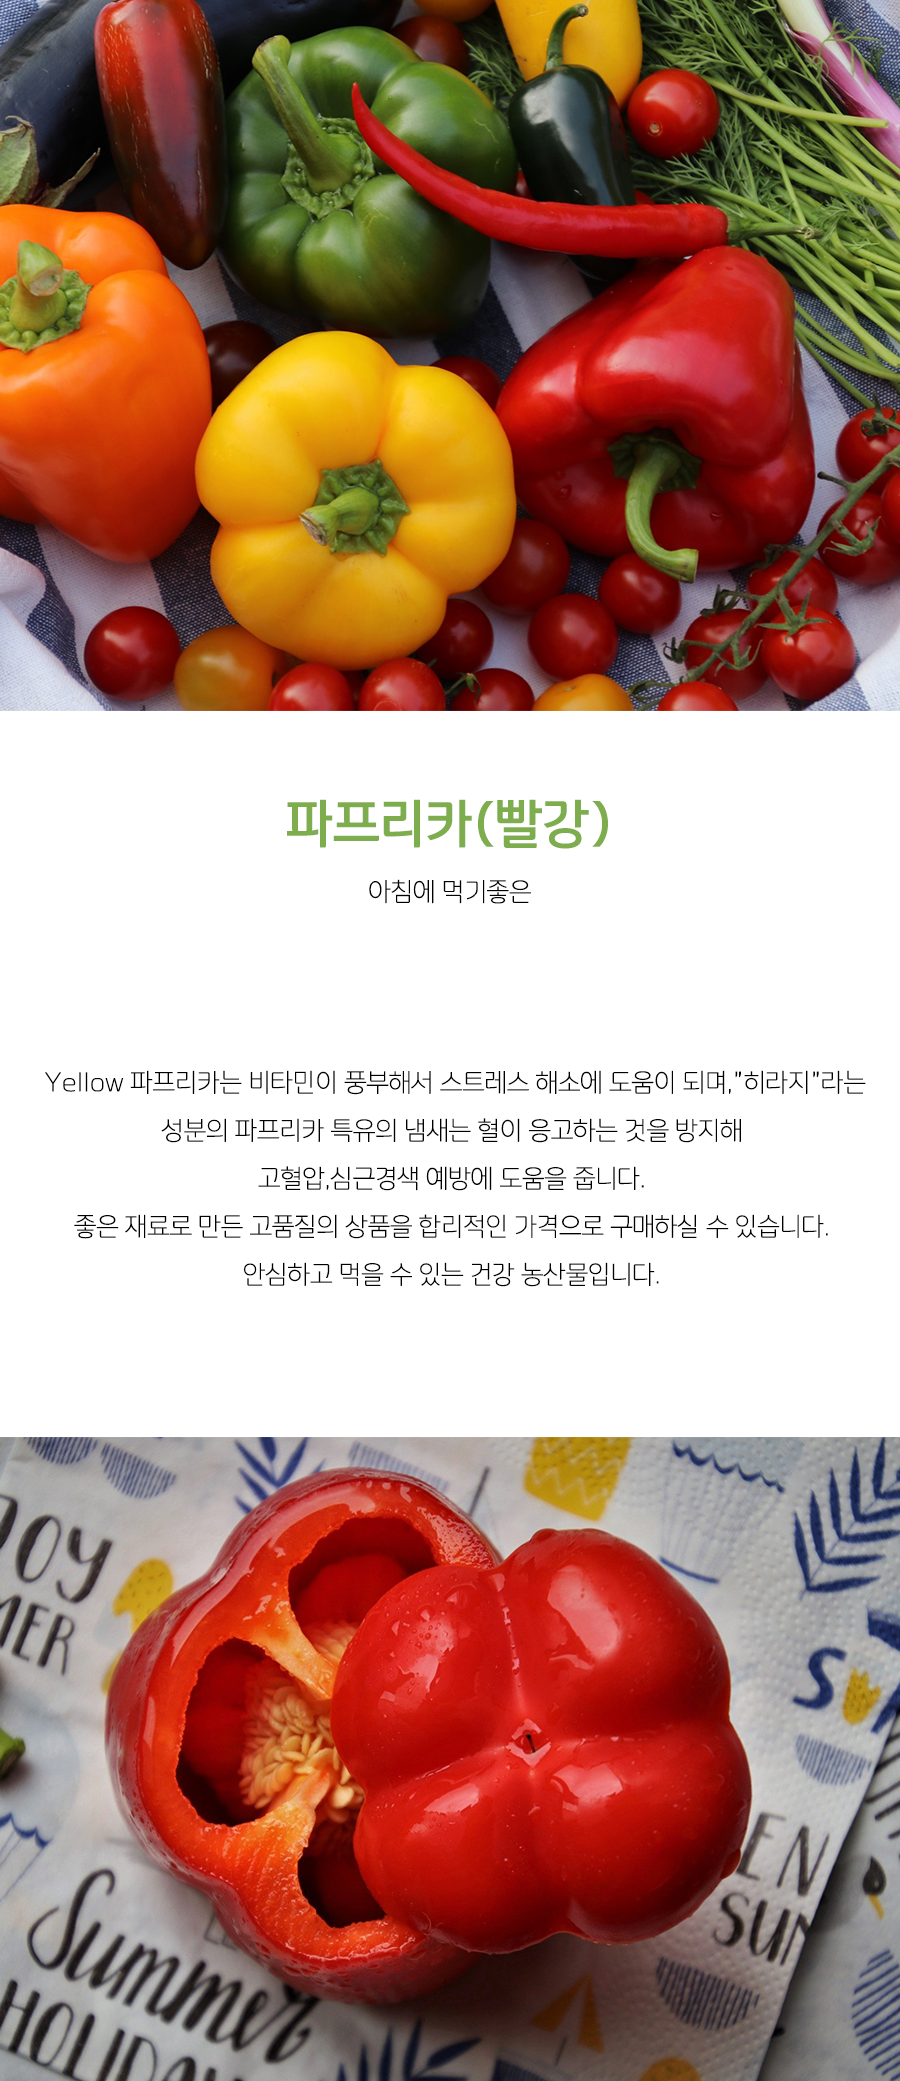 파프리카(빨강)
아침에 먹기좋은
Yellow 파프리카는 비타민이 풍부해서 스트레스 해소에 도움이 되며,"히라지"라는
성분의 파프리카 특유의 냄새는 혈이 응고하는 것을 방지해
고혈압,심근경색 예방에 도움을 줍니다.
좋은 재료로 만든 고품질의 상품을 합리적인 가격으로 구매하실 수 있습니다.
안심하고 먹을 수 있는 건강 농산물입니다.
JOY
MER
SU
EN
SUN
Summer
HOLIDAY